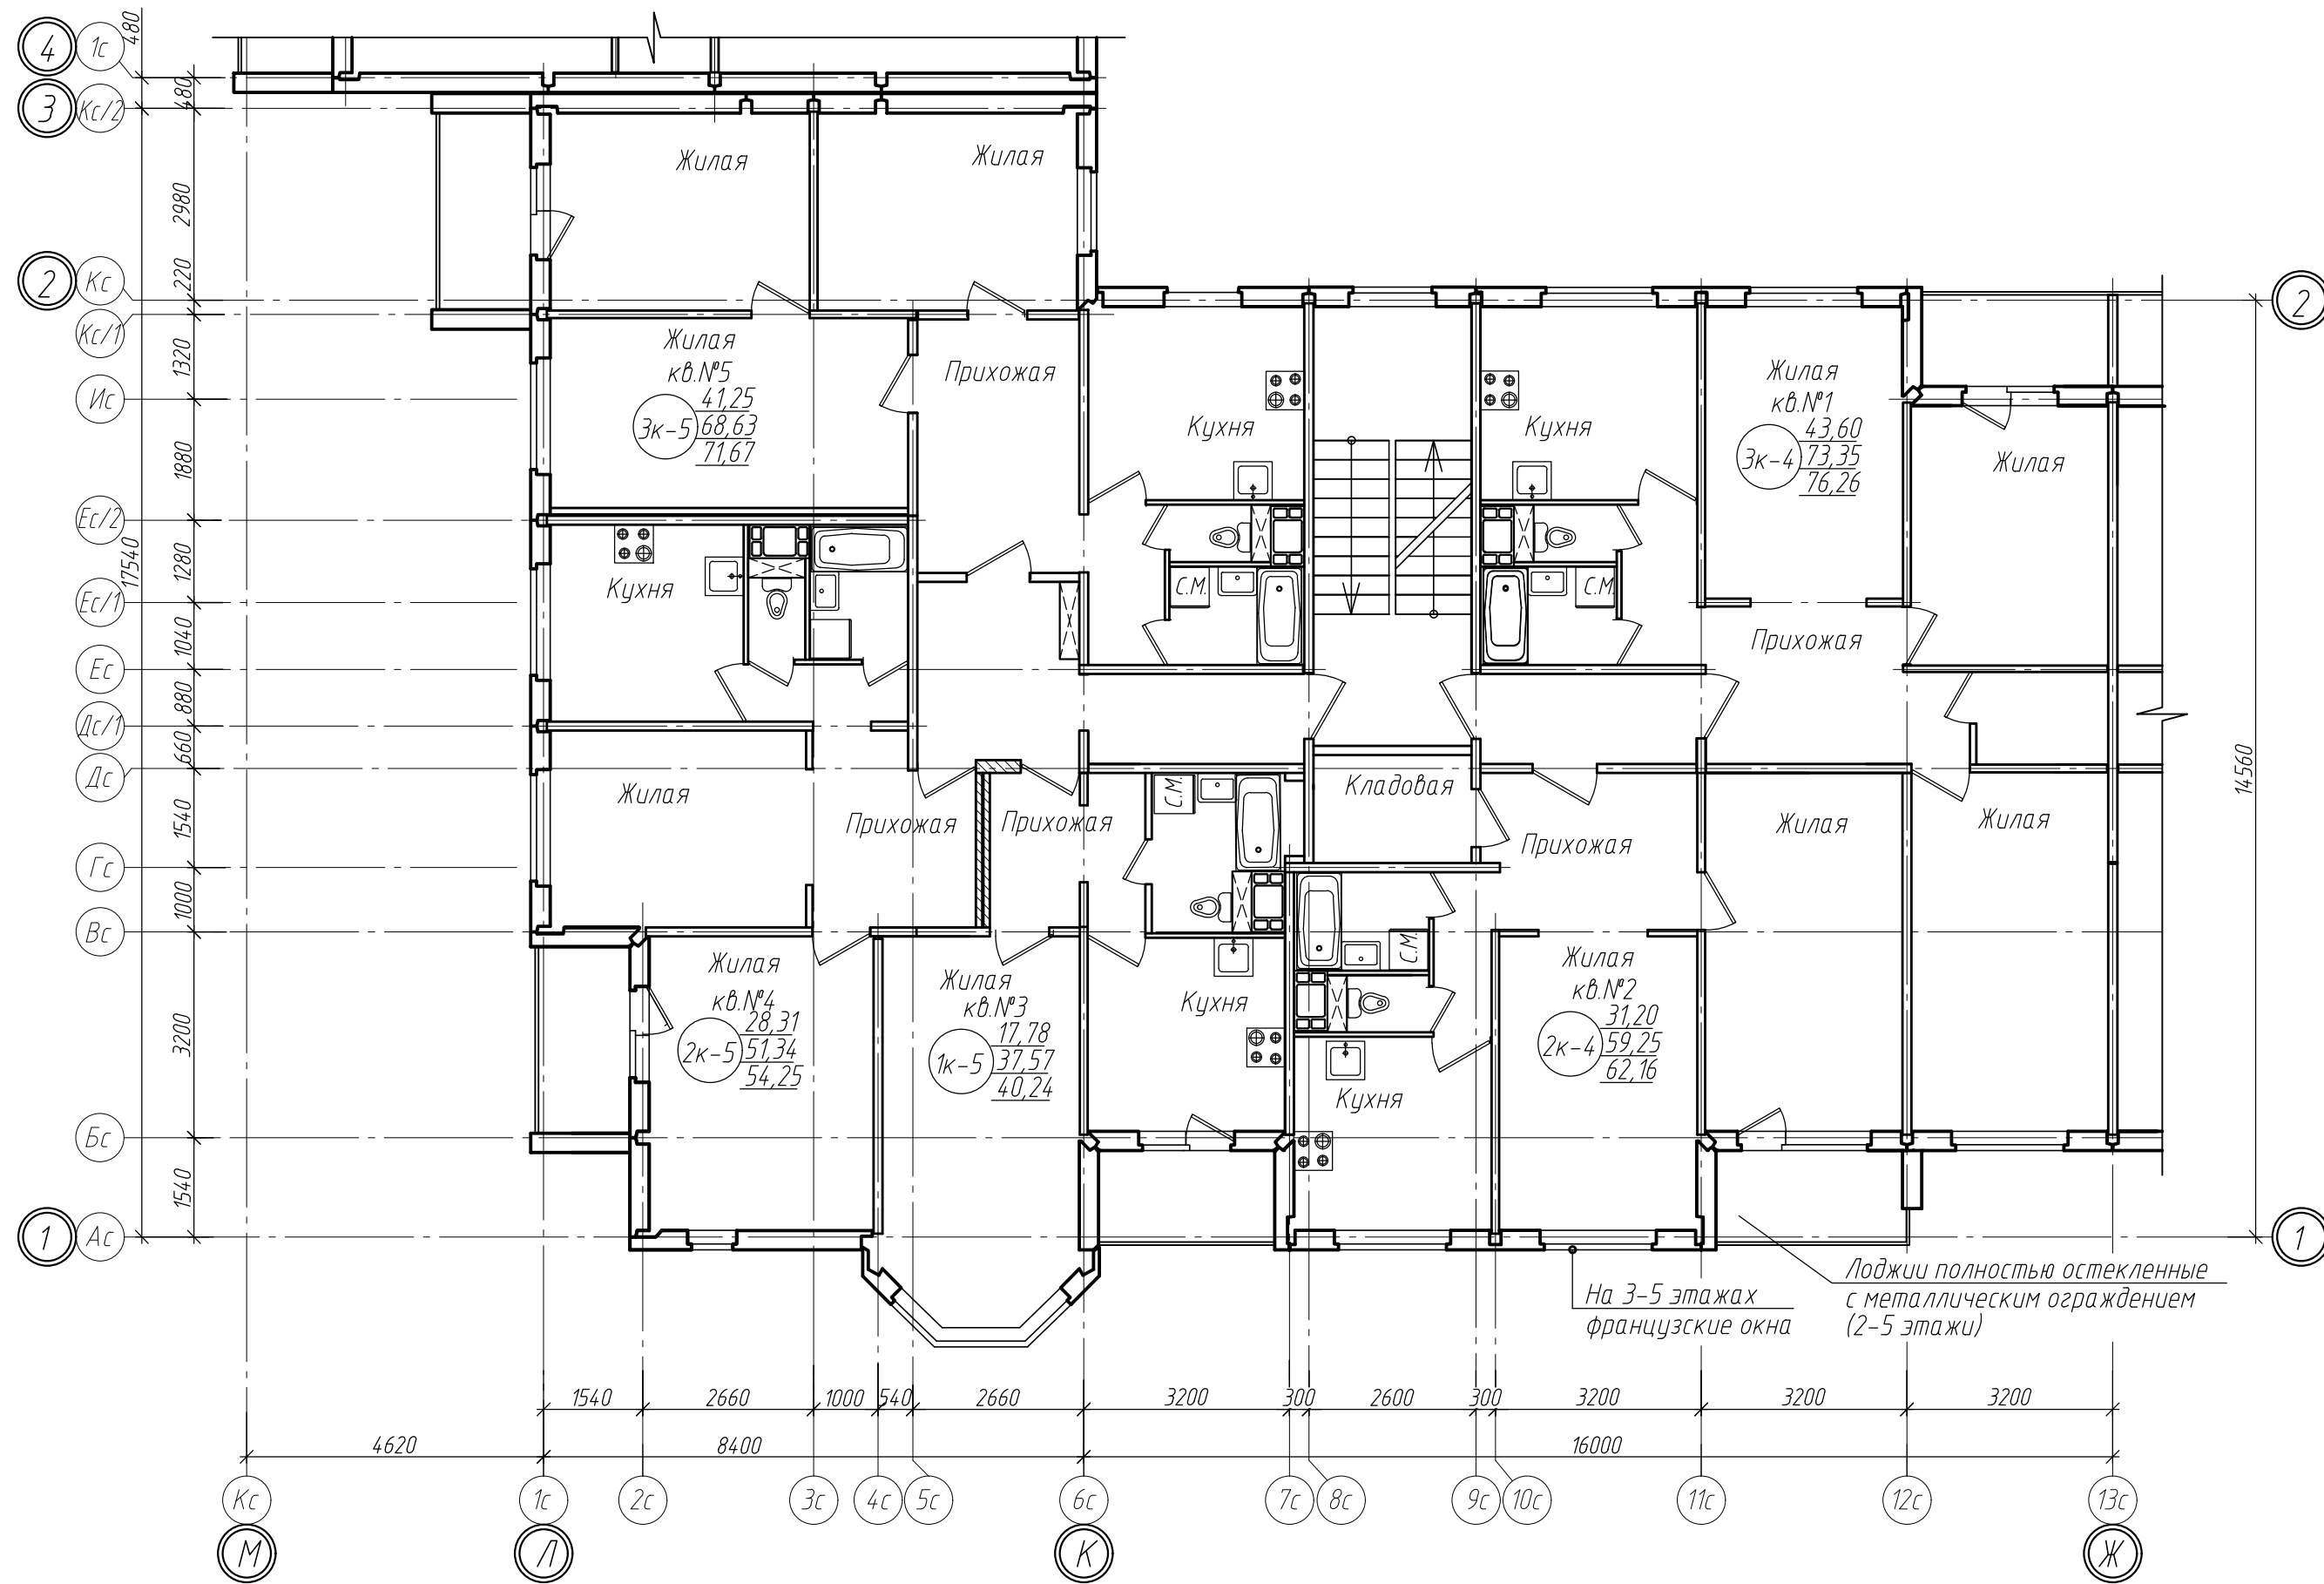 4
1с
480
3
Кс/2
480
Жилая
Жилая
2980
2
Кс
220
2
Кс/1
Жилая
кв.№5
3к-5
41,25
68,63
71,67
1320
Прихожая
Жилая
кв.№1
3к-4
43,60
73,35
76,26
Ис
Кухня
Кухня
Жилая
1880
Ес/2
17540
1280
Кухня
С.М.
С.М.
Ес/1
1040
Прихожая
Ес
880
Дс/1
660
Дс
14560
Жилая
Прихожая
Прихожая
С.М.
Кладовая
Прихожая
Жилая
Жилая
1540
Гс
1000
Вс
С.М.
Жилая
кв.№4
2к-5
28,31
51,34
54,25
Жилая
кв.№3
1к-5
17,78
37,57
40,24
Кухня
Жилая
кв.№2
2к-4
31,20
59,25
62,16
3200
Кухня
Бс
1540
1
Ас
1
Лоджии полностью остекленные
с металлическим ограждением
(2-5 этажи)
На 3-5 этажах
французские окна
1540
2660
1000
540
2660
3200
300
2600
300
3200
3200
3200
4620
8400
16000
Кс
1с
2с
3с
4с
5с
6с
7с
8с
9с
10с
11с
12с
13с
М
Л
К
Ж